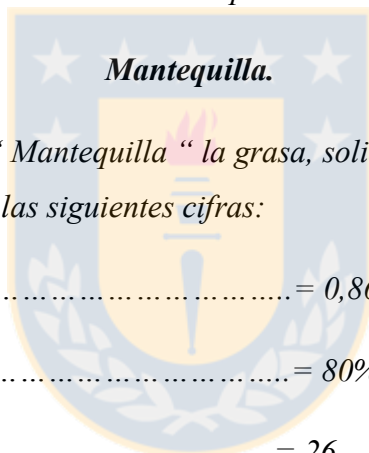 Mantequilla.
“ Mantequilla “ la grasa, soli
las siguientes cifras:
……………………………..= 0,86
……………………………..= 80%
= 26